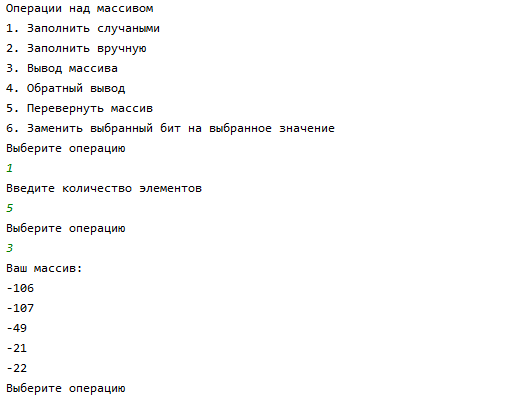 Операции над массивом
1. Заполнить случаными
2. Заполнить вручную
3. Вывод массива
4. Обратный вывод
5. Перевернуть массив
6. Заменить выбранный бит на выбранное значение
Выберите операцию
1
Введите количество элементов
5
Выберите операцию
3
Ваш массив:
-106
-107
-49
-21
-22
Выберите операцию